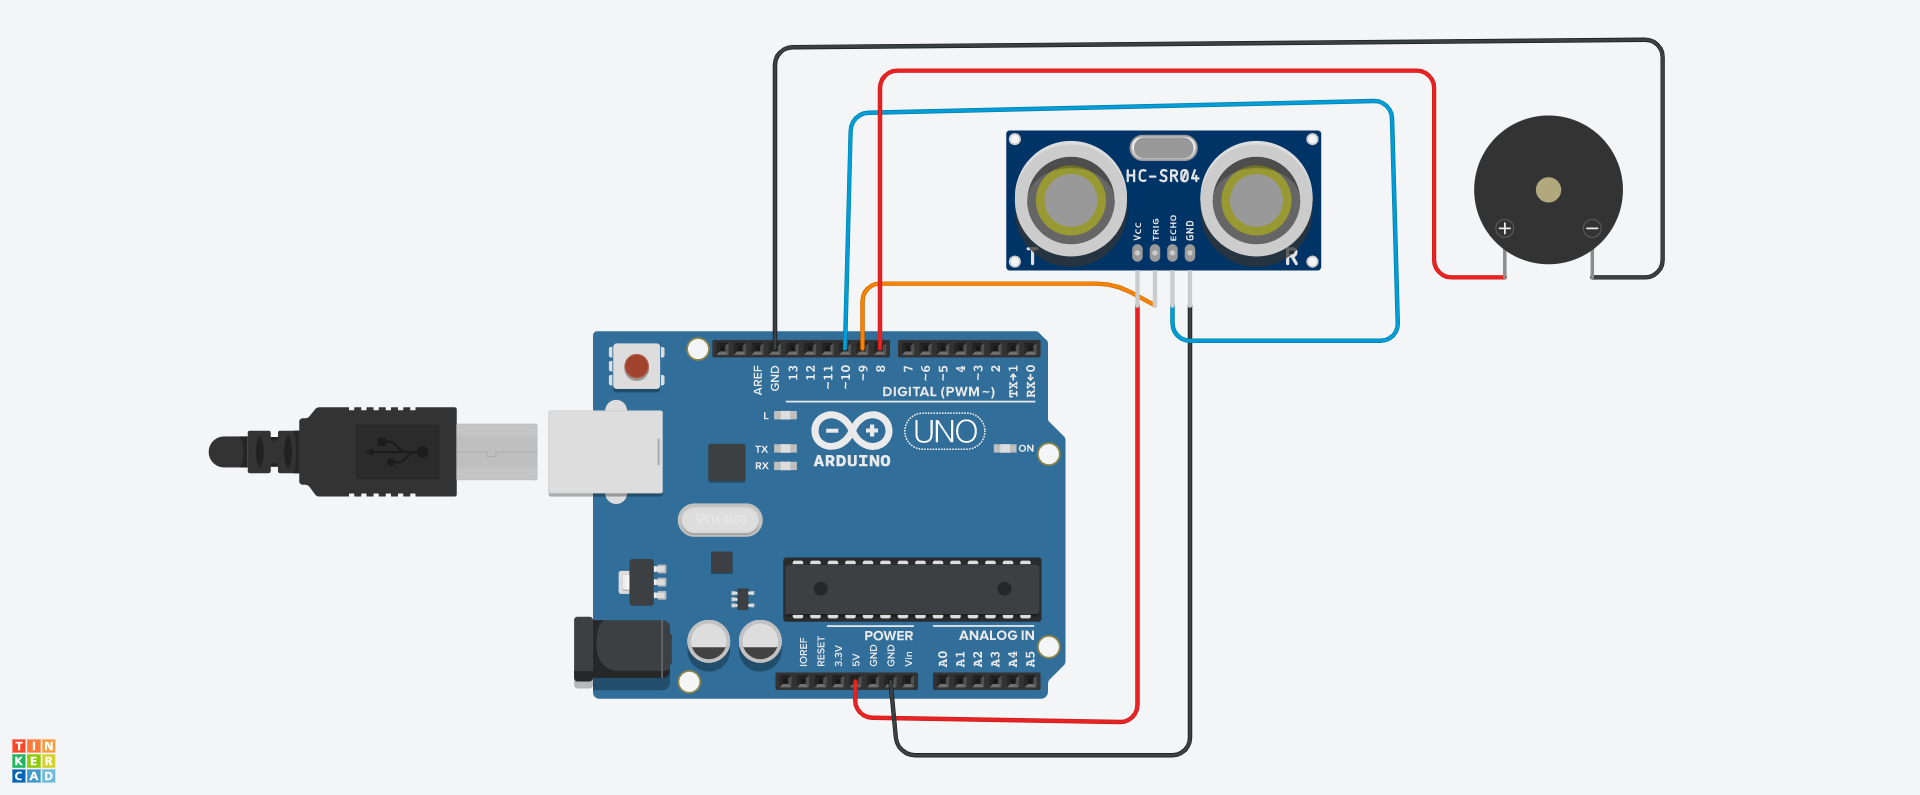 HC-SR04
VCC
TRIG
ECHO
GND
T
R
AREF
GND
13
12
~11
~10
~9
8
7
~6
~5
4
~3
2
TX→1
RX←0
DIGITAL (PWM~)
L
TX
RX
ARDUINO
UNO
ON
POWER
ANALOG IN
IOREF
RESET
3.3V
5V
GND
GND
Vin
A0
A1
A2
A3
A4
A5
TIN
KER
CAD